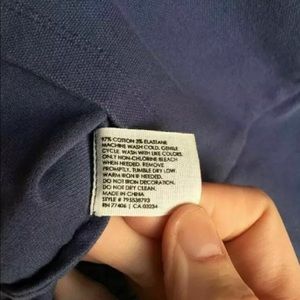 97% COTTON 3% ELASTANE
MACHINE WASH COLD, GENTLE
CYCLE. WASH WITH LIKE COLORS.
ONLY NON-CHLORINE BLEACH
WHEN NEEDED. REMOVE
PROMPTLY, TUMBLE DRY LOW.
WARM IRON IF NEEDED.
DO NOT IRON DECORATION.
DO NOT DRY CLEAN.
MADE IN CHINA
STYLE # 795538793
RN 77406 | CA 03234